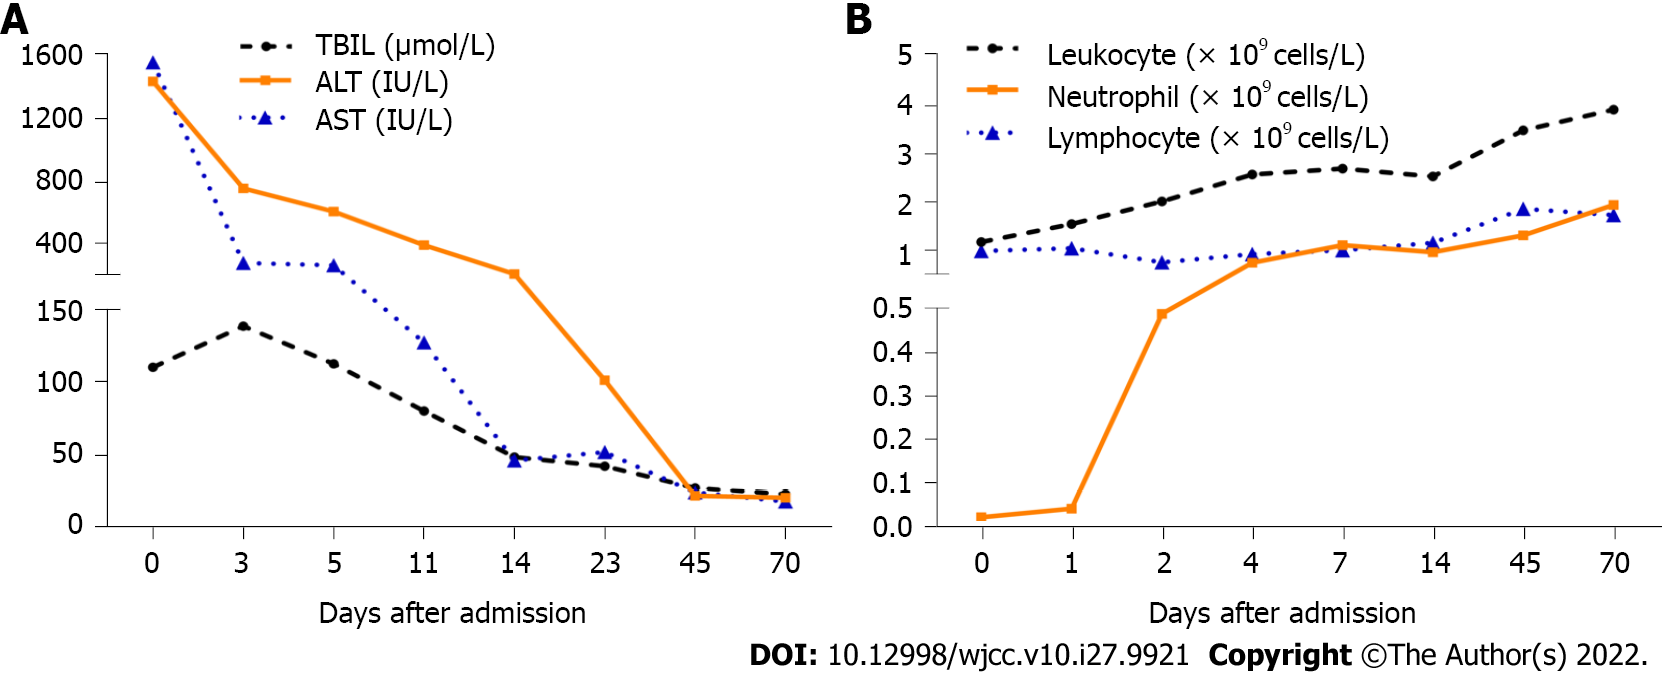 A
TBIL (µmol/L)
ALT (IU/L)
AST (IU/L)
1600
1200
800
400
150
100
50
0
0 3 5 11 14 23 45 70
Days after admission
B
Leukocyte (× 10⁹ cells/L)
Neutrophil (× 10⁹ cells/L)
Lymphocyte (× 10⁹ cells/L)
5
4
3
2
1
0.5
0.4
0.3
0.2
0.1
0.0
0 1 2 4 7 14 45 70
Days after admission
DOI: 10.12998/wjcc.v10.i27.9921 Copyright ©The Author(s) 2022.